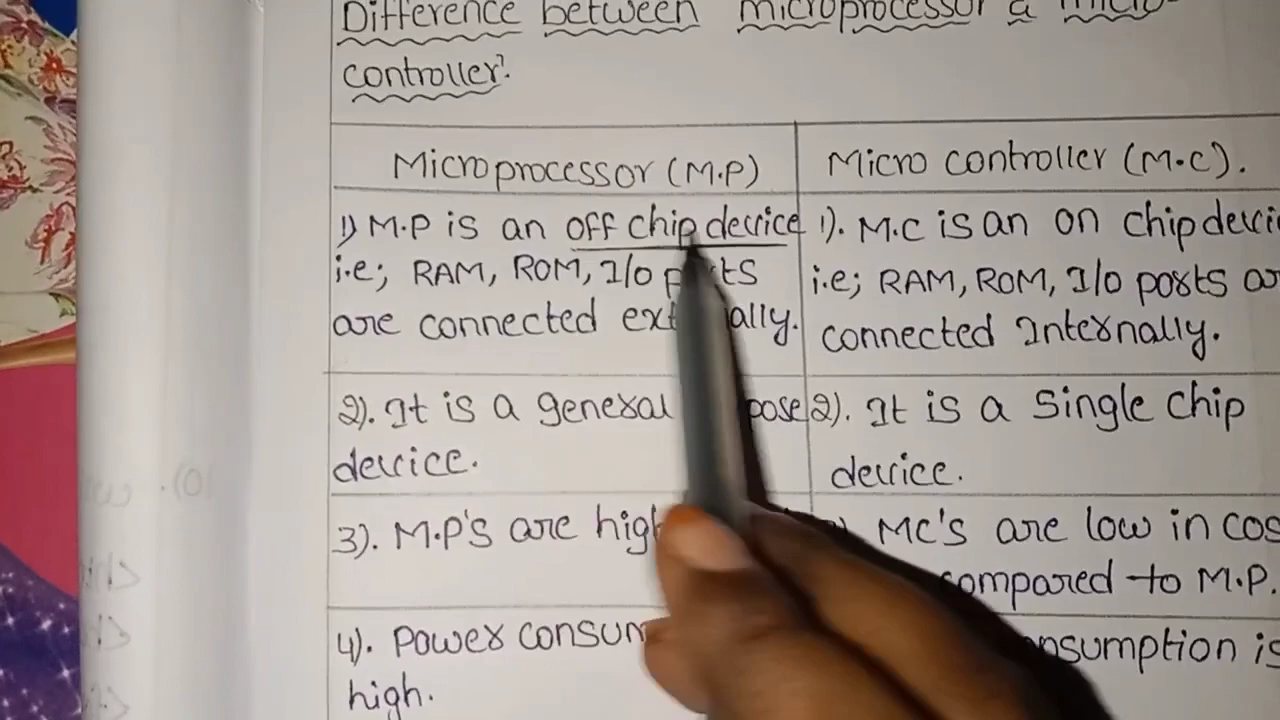 Difference between microprocessor & micro-
controller.
Microprocessor (M.P)
Micro controller (M.C).
1) M.P is an off chip device
i.e; RAM, ROM, I/o
are connected
2). It is a general
device.
3). M.P's are
4). Power
high.
1). M.C is an on chip
i.e; RAM, ROM, I/o ports
connected Internally.
2). It is a Single chip
device.
MC's are low in
compared to M.P.
is